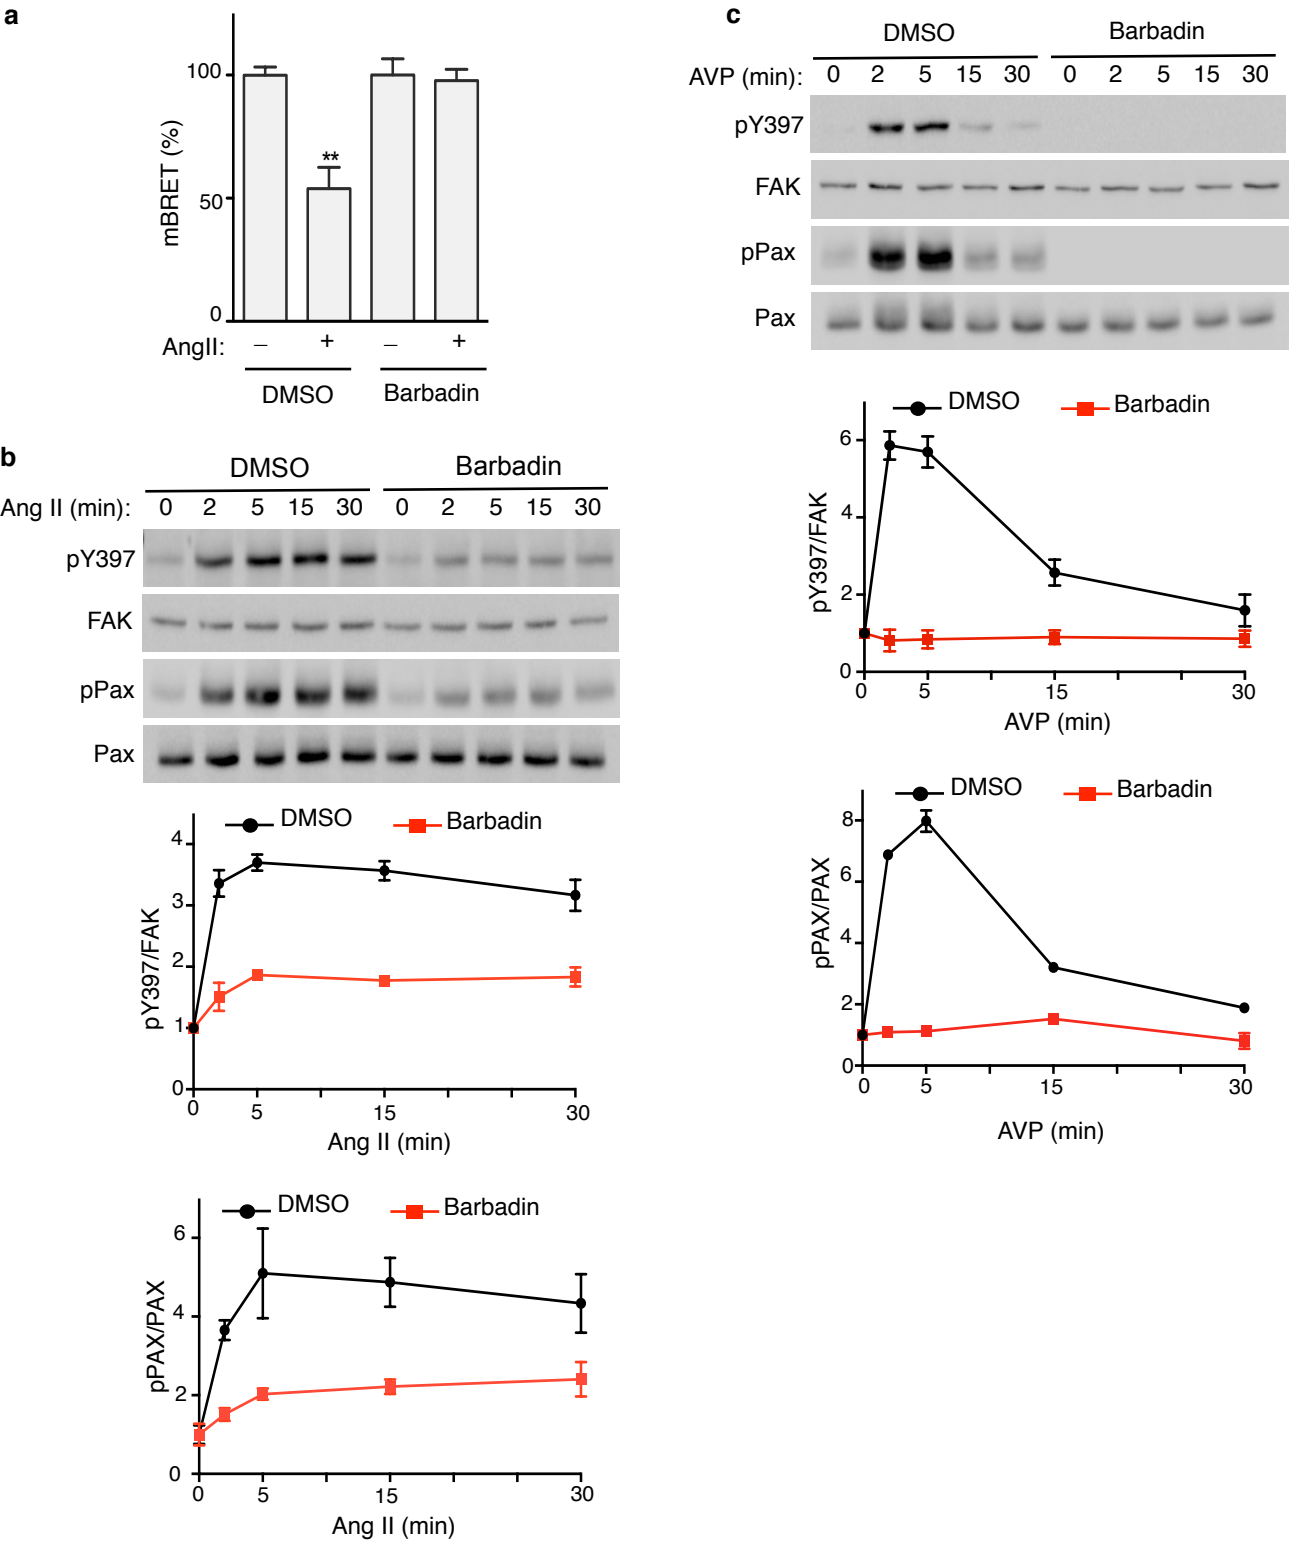 a
mBRET (%)
100
50
0
**
AngII: – + – +
DMSO Barbadin
b
DMSO Barbadin
Ang II (min): 0 2 5 15 30 0 2 5 15 30
pY397
FAK
pPax
Pax
DMSO Barbadin
pY397/FAK
4
3
2
1
0
0 5 15 30
Ang II (min)
DMSO Barbadin
pPAX/PAX
6
4
2
0
0 5 15 30
Ang II (min)
c
DMSO Barbadin
AVP (min): 0 2 5 15 30 0 2 5 15 30
pY397
FAK
pPax
Pax
DMSO Barbadin
pY397/FAK
6
4
2
0
0 5 15 30
AVP (min)
DMSO Barbadin
pPAX/PAX
8
6
4
2
0
0 5 15 30
AVP (min)